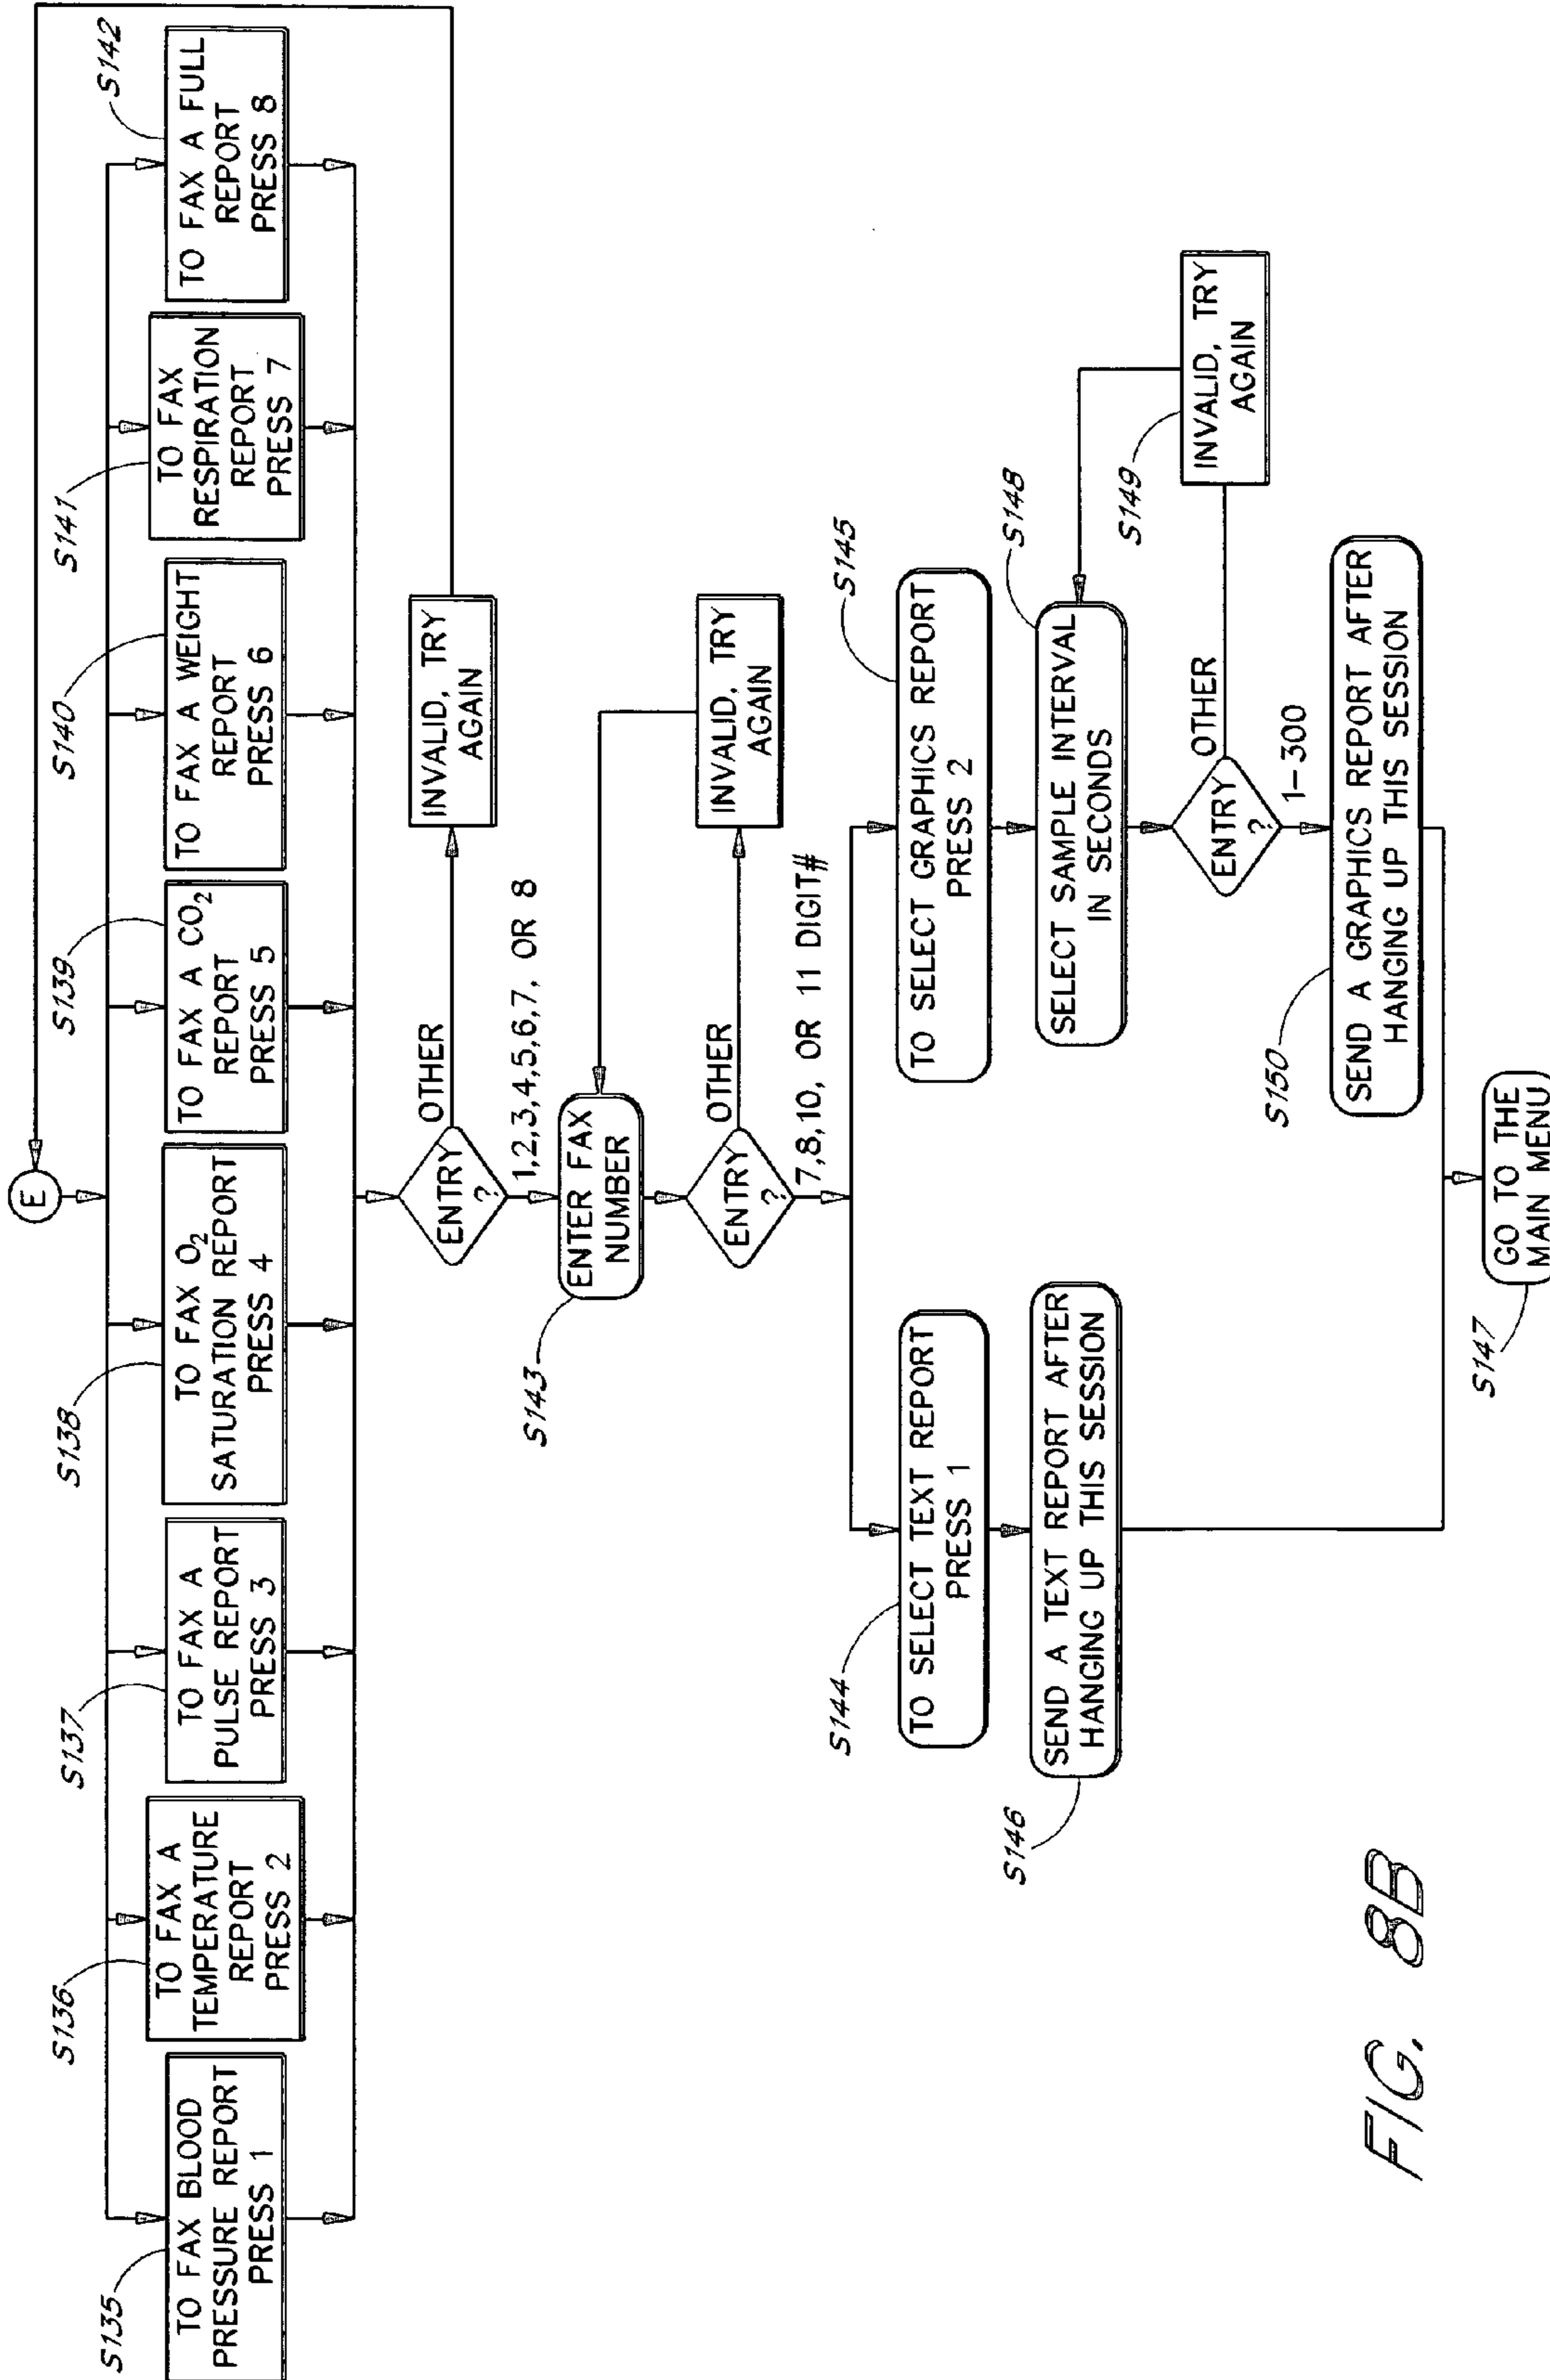 E
S135
TO FAX BLOOD
PRESSURE REPORT
PRESS 1
S136
TO FAX A
TEMPERATURE
REPORT
PRESS 2
S137
TO FAX A
PULSE REPORT
PRESS 3
S138
TO FAX O₂
SATURATION REPORT
PRESS 4
S139
TO FAX A CO₂
REPORT
PRESS 5
S140
TO FAX A WEIGHT
REPORT
PRESS 6
S141
TO FAX
RESPIRATION
REPORT
PRESS 7
S142
TO FAX A FULL
REPORT
PRESS 8
ENTRY
?
OTHER
INVALID, TRY
AGAIN
1,2,3,4,5,6,7, OR 8
S143
ENTER FAX
NUMBER
ENTRY
?
OTHER
INVALID, TRY
AGAIN
7,8,10, OR 11 DIGIT#
S144
TO SELECT TEXT REPORT
PRESS 1
S145
TO SELECT GRAPHICS REPORT
PRESS 2
S146
SEND A TEXT REPORT AFTER
HANGING UP THIS SESSION
S148
SELECT SAMPLE INTERVAL
IN SECONDS
ENTRY
?
OTHER
S149
INVALID, TRY
AGAIN
1-300
S150
SEND A GRAPHICS REPORT AFTER
HANGING UP THIS SESSION
S147
GO TO THE
MAIN MENU
FIG. 8B